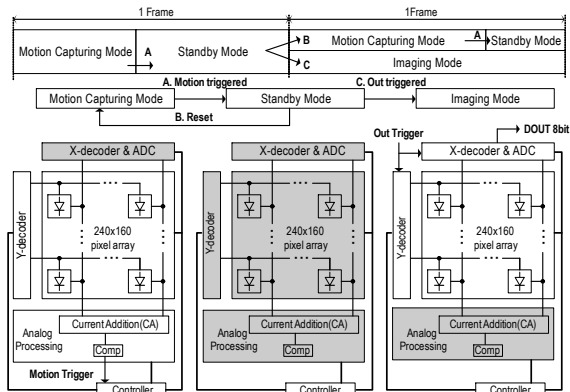 1 Frame
1Frame
Motion Capturing Mode
A
Standby Mode
B
Motion Capturing Mode
A
Standby Mode
C
Imaging Mode
A. Motion triggered
C. Out triggered
Motion Capturing Mode
Standby Mode
Imaging Mode
B. Reset
Out Trigger
DOUT 8bit
X-decoder & ADC
X-decoder & ADC
X-decoder & ADC
Y-decoder
240x160
pixel array
Y-decoder
240x160
pixel array
Y-decoder
240x160
pixel array
Current Addition(CA)
Analog
Processing
Comp
Current Addition(CA)
Analog
Processing
Comp
Current Addition(CA)
Analog
Processing
Comp
Motion Trigger
Controller
Controller
Controller